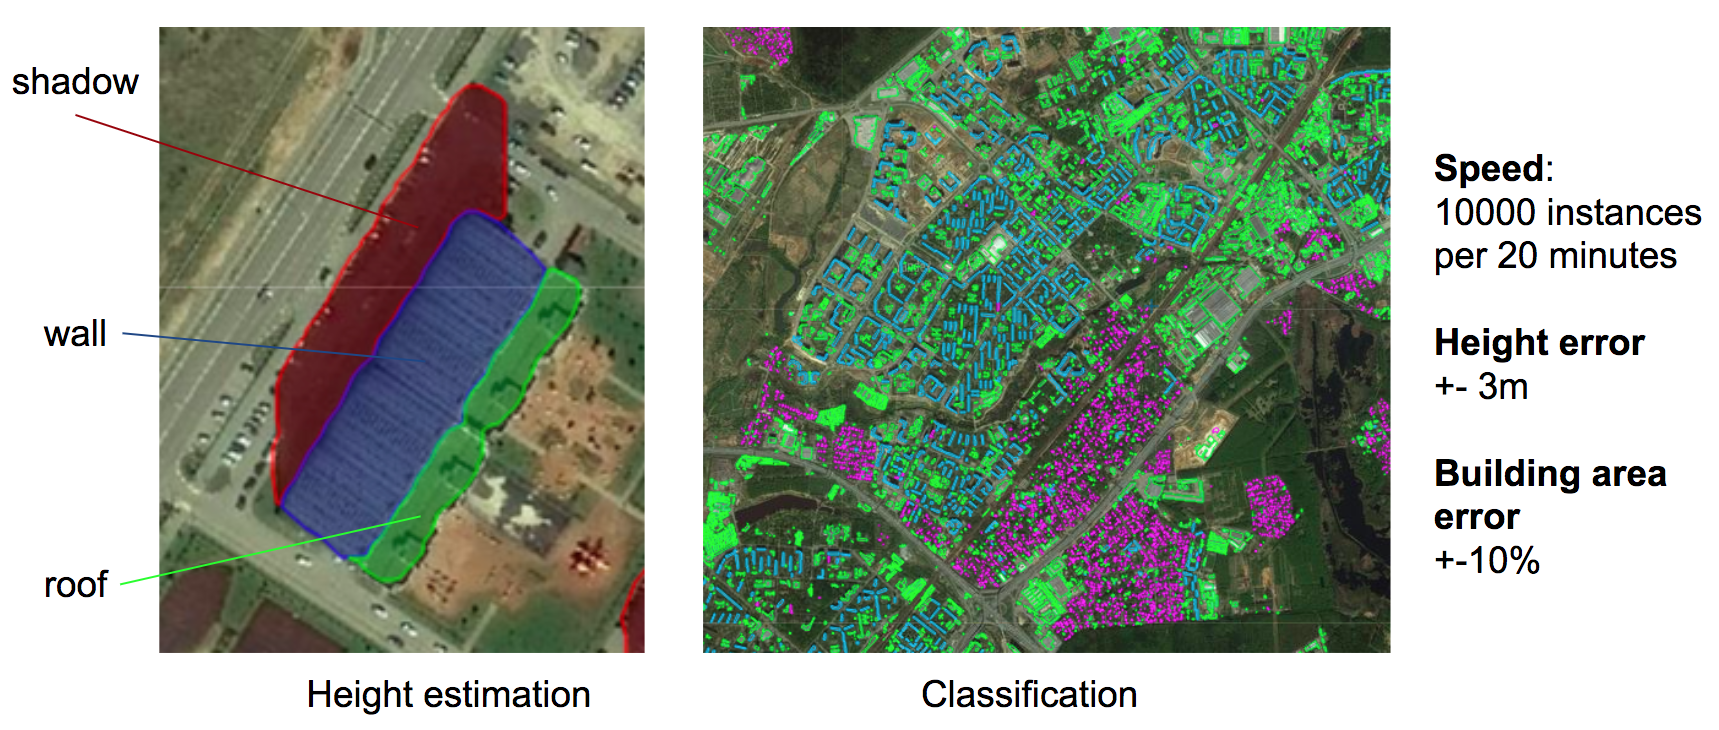 shadow
wall
roof
Height estimation
Classification
Speed:
10000 instances
per 20 minutes
Height error
+- 3m
Building area
error
+-10%